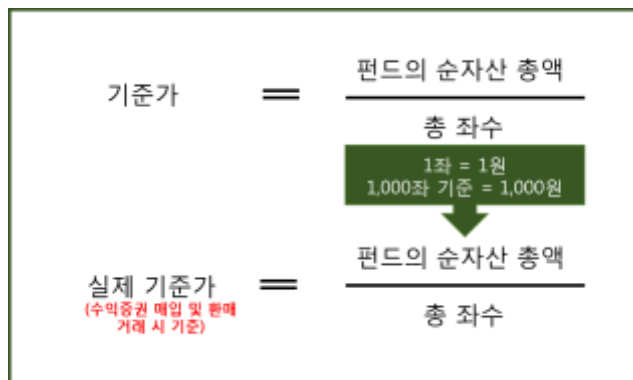 기준가 = 펀드의 순자산 총액
총 좌수
1좌 = 1원
1,000좌 기준 = 1,000원
실제 기준가 = 펀드의 순자산 총액
(수익증권 매입 및 환매
거래 시 기준)
총 좌수